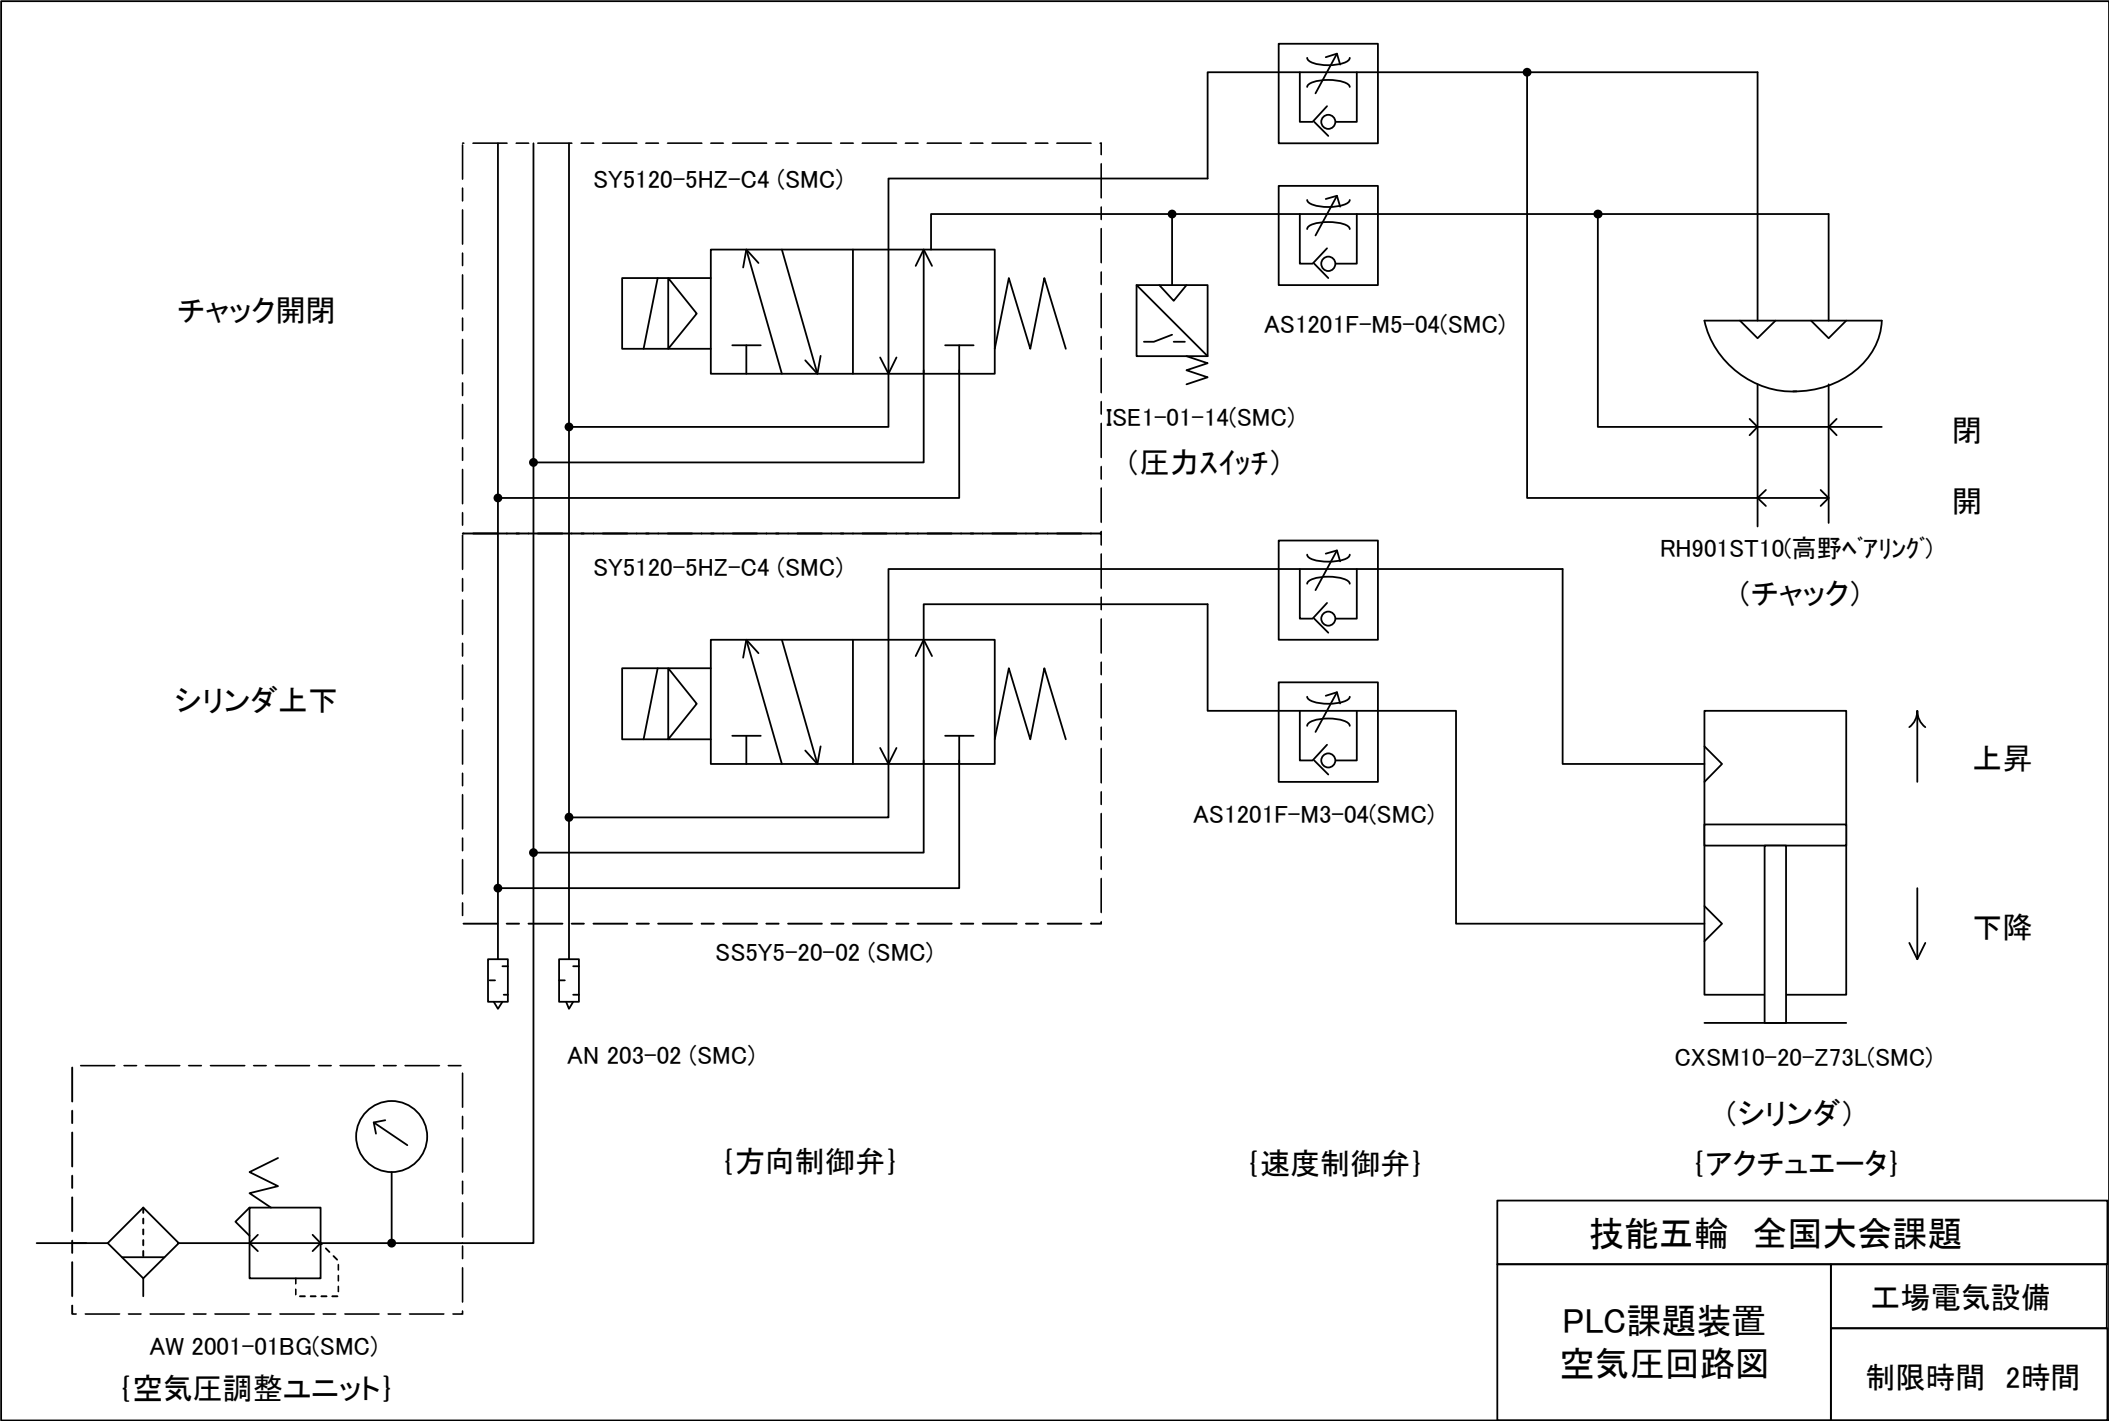 SY5120-5HZ-C4 (SMC)
チャック開閉
AS1201F-M5-04(SMC)
ISE1-01-14(SMC)
(圧力ｽｲｯﾁ)
閉
開
RH901ST10(高野ﾍﾞｱﾘﾝｸﾞ)
(チャック)
SY5120-5HZ-C4 (SMC)
シリンダ上下
上昇
AS1201F-M3-04(SMC)
下降
SS5Y5-20-02 (SMC)
AN 203-02 (SMC)
CXSM10-20-Z73L(SMC)
(シリンダ)
{方向制御弁}
{速度制御弁}
{アクチュエータ}
AW 2001-01BG(SMC)
{空気圧調整ユニット}
技能五輪 全国大会課題
PLC課題装置
空気圧回路図
工場電気設備
制限時間 2時間